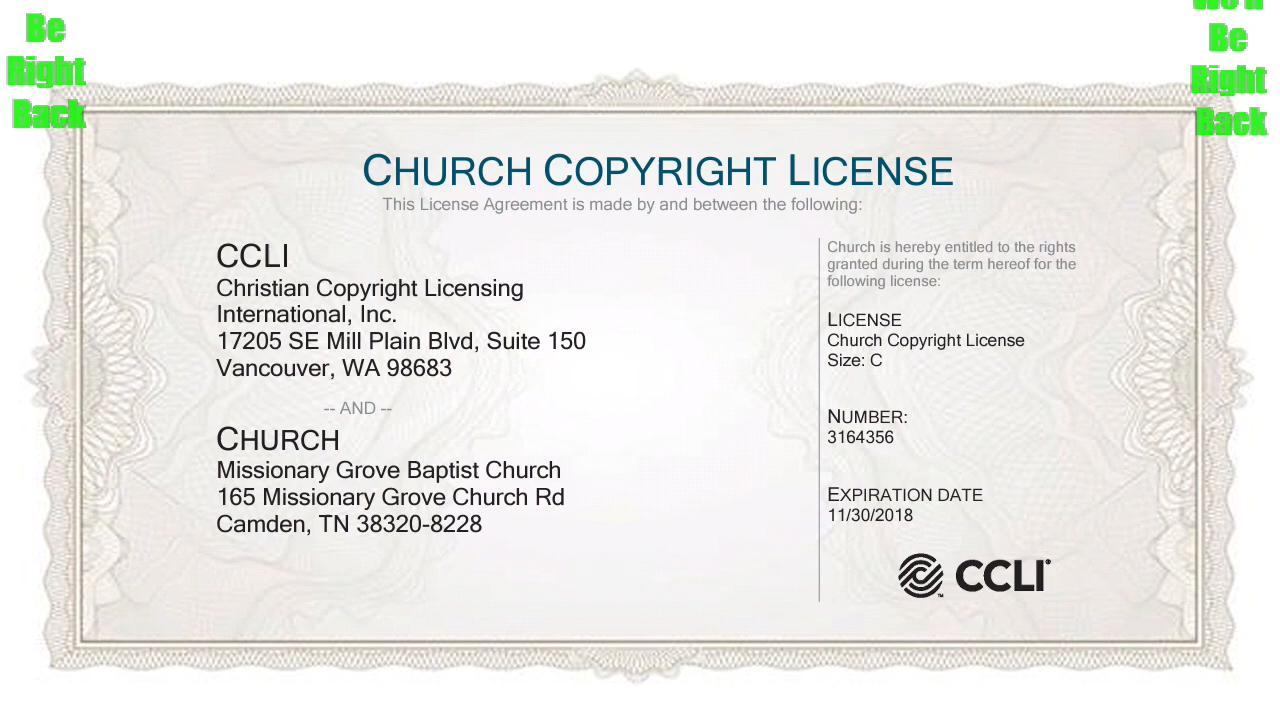 Be
Right
Back
We'll
Be
Right
Back
CHURCH COPYRIGHT LICENSE
This License Agreement is made by and between the following:
CCLI
Christian Copyright Licensing
International, Inc.
17205 SE Mill Plain Blvd, Suite 150
Vancouver, WA 98683
-- AND --
CHURCH
Missionary Grove Baptist Church
165 Missionary Grove Church Rd
Camden, TN 38320-8228
Church is hereby entitled to the rights
granted during the term hereof for the
following license:
LICENSE
Church Copyright License
Size: C
NUMBER:
3164356
EXPIRATION DATE
11/30/2018
CCLI